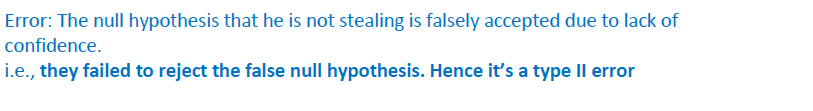 Error: The null hypothesis that he is not stealing is falsely accepted due to lack of
confidence.
i.e., they failed to reject the false null hypothesis. Hence it’s a type II error